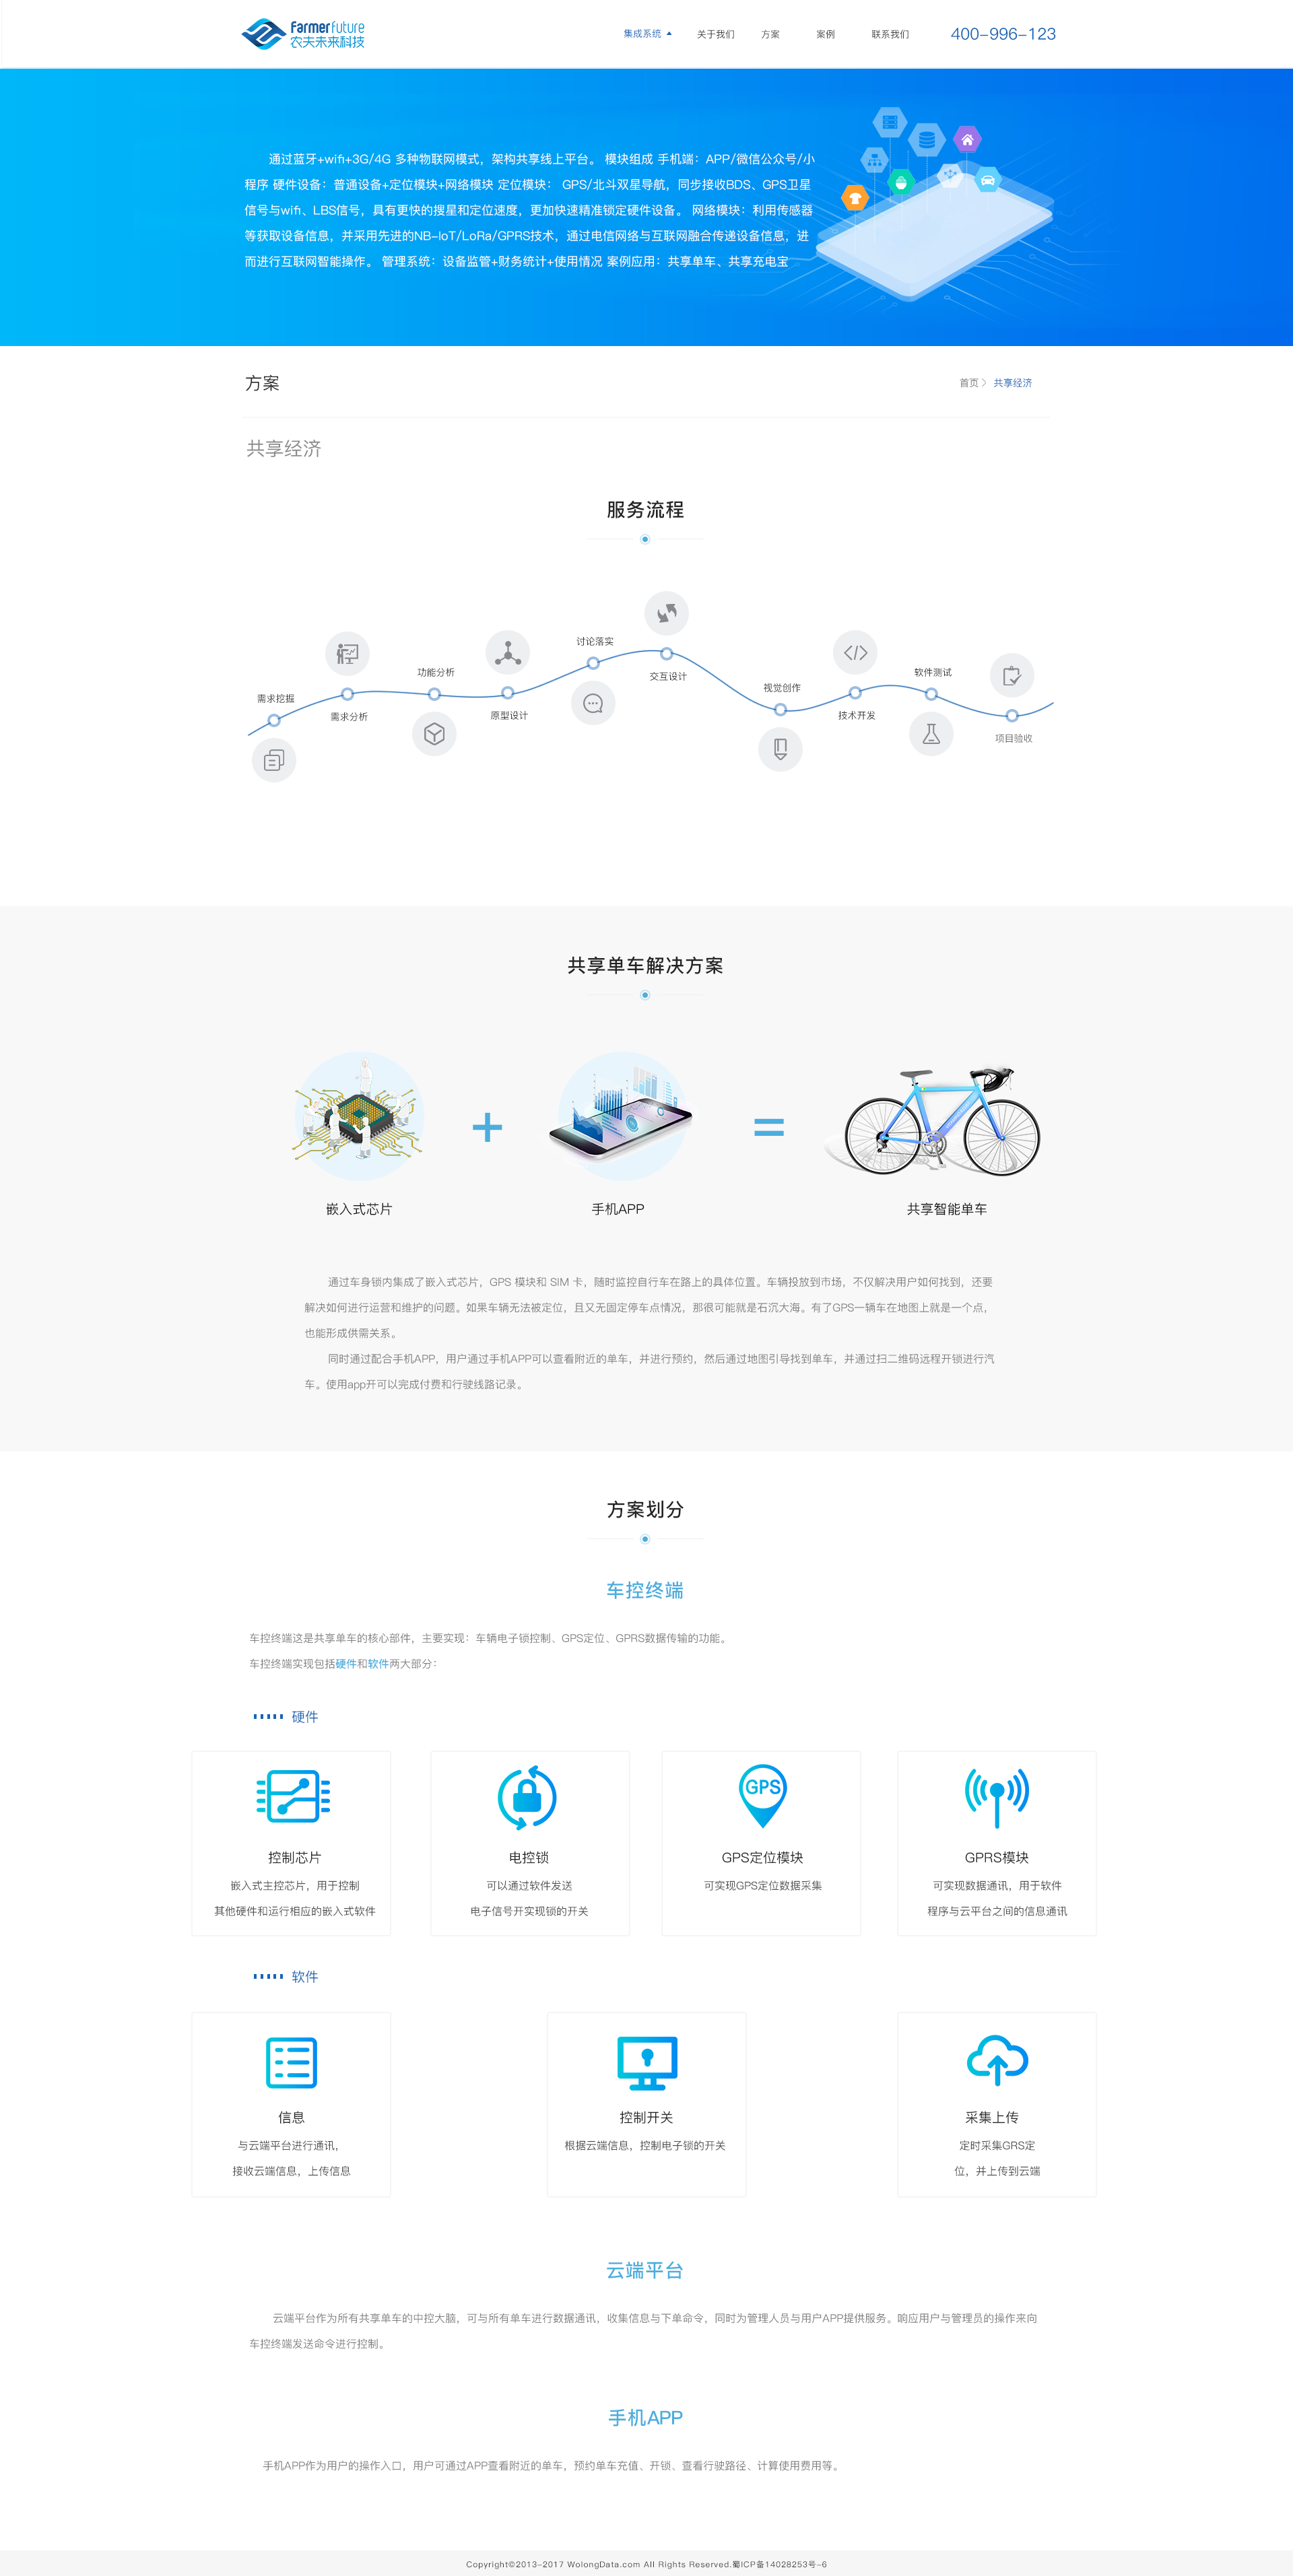 Farmerfuture
农夫未来科技
集成系统
关于我们
方案
案例
联系我们
400-996-123
通过蓝牙+wifi+3G/4G 多种物联网模式，架构共享线上平台。 模块组成 手机端：APP/微信公众号/小
程序 硬件设备：普通设备+定位模块+网络模块 定位模块： GPS/北斗双星导航，同步接收BDS、GPS卫星
信号与wifi、LBS信号，具有更快的搜星和定位速度，更加快速精准锁定硬件设备。 网络模块：利用传感器
等获取设备信息，并采用先进的NB-IoT/LoRa/GPRS技术，通过电信网络与互联网融合传递设备信息，进
而进行互联网智能操作。 管理系统：设备监管+财务统计+使用情况 案例应用：共享单车、共享充电宝
方案
首页 〉 共享经济
共享经济
服务流程
需求挖掘
需求分析
功能分析
原型设计
讨论落实
交互设计
视觉创作
技术开发
软件测试
项目验收
共享单车解决方案
+
=
嵌入式芯片
手机APP
共享智能单车
通过车身锁内集成了嵌入式芯片，GPS 模块和 SIM 卡，随时监控自行车在路上的具体位置。车辆投放到市场，不仅解决用户如何找到，还要
解决如何进行运营和维护的问题。如果车辆无法被定位，且又无固定停车点情况，那很可能就是石沉大海。有了GPS一辆车在地图上就是一个点，
也能形成供需关系。
同时通过配合手机APP，用户通过手机APP可以查看附近的单车，并进行预约，然后通过地图引导找到单车，并通过扫二维码远程开锁进行汽
车。使用app开可以完成付费和行驶线路记录。
方案划分
车控终端
车控终端这是共享单车的核心部件，主要实现：车辆电子锁控制、GPS定位、GPRS数据传输的功能。
车控终端实现包括硬件和软件两大部分：
硬件
GPS
控制芯片
嵌入式主控芯片，用于控制
其他硬件和运行相应的嵌入式软件
电控锁
可以通过软件发送
电子信号开实现锁的开关
GPS定位模块
可实现GPS定位数据采集
GPRS模块
可实现数据通讯，用于软件
程序与云平台之间的信息通讯
软件
信息
与云端平台进行通讯，
接收云端信息，上传信息
控制开关
根据云端信息，控制电子锁的开关
采集上传
定时采集GRS定
位，并上传到云端
云端平台
云端平台作为所有共享单车的中控大脑，可与所有单车进行数据通讯，收集信息与下单命令，同时为管理人员与用户APP提供服务。响应用户与管理员的操作来向
车控终端发送命令进行控制。
手机APP
手机APP作为用户的操作入口，用户可通过APP查看附近的单车，预约单车充值、开锁、查看行驶路径、计算使用费用等。
Copyright©2013-2017 WolongData.com All Rights Reserved.蜀ICP备14028253号-6